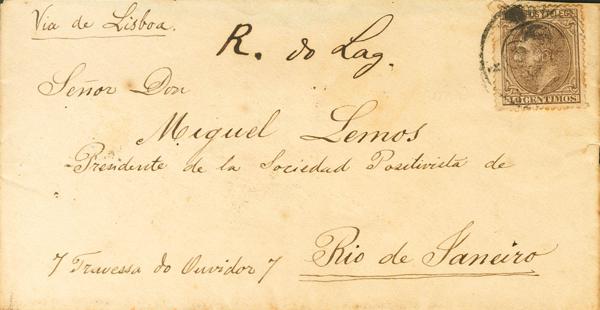 Via de Lisboa.
R. do Lag.
Señor Don
Miguel Lemos
Presidente de la Sociedad Positivista de
7 Travessa do Ouvidor 7
Rio de Janeiro
CENTIMOS